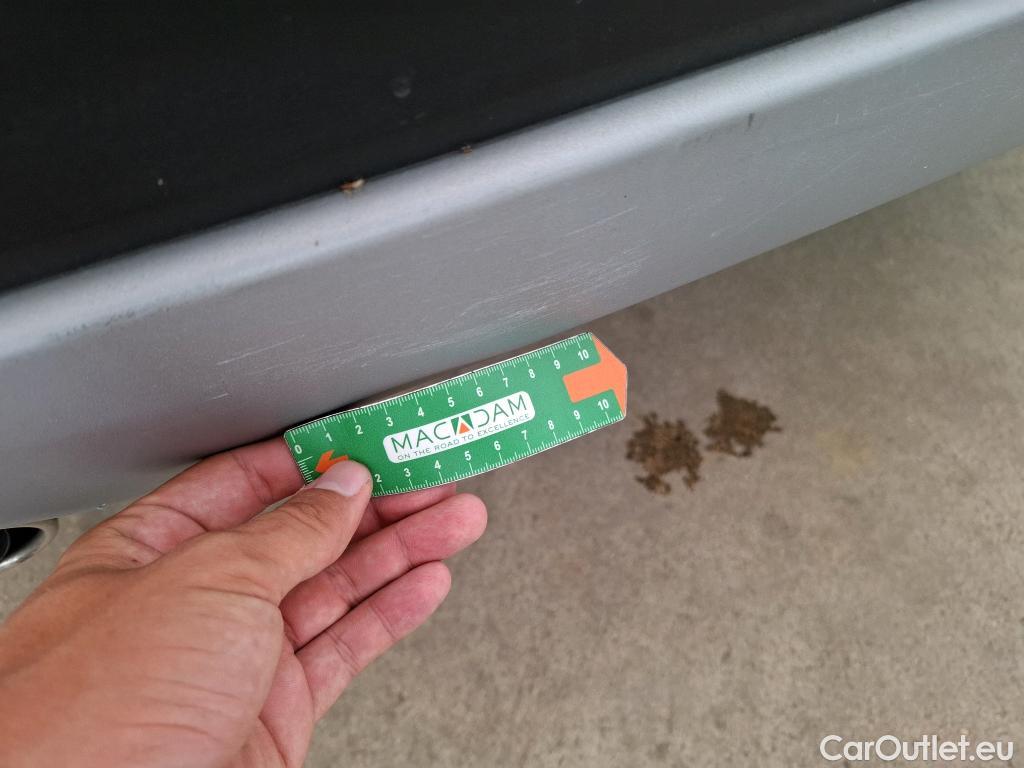 0 1 2 3 4 5 6 7 8 9 10
MACADAM
ON THE ROAD TO EXCELLENCE
2 3 4 5 6 7 8 9 10
CarOutlet.eu